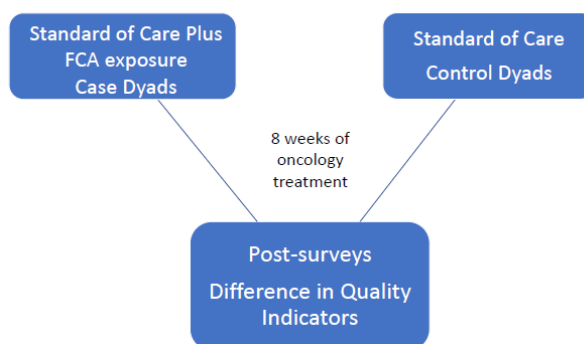 Standard of Care Plus
FCA exposure
Case Dyads
Standard of Care
Control Dyads
8 weeks of
oncology
treatment
Post-surveys
Difference in Quality
Indicators